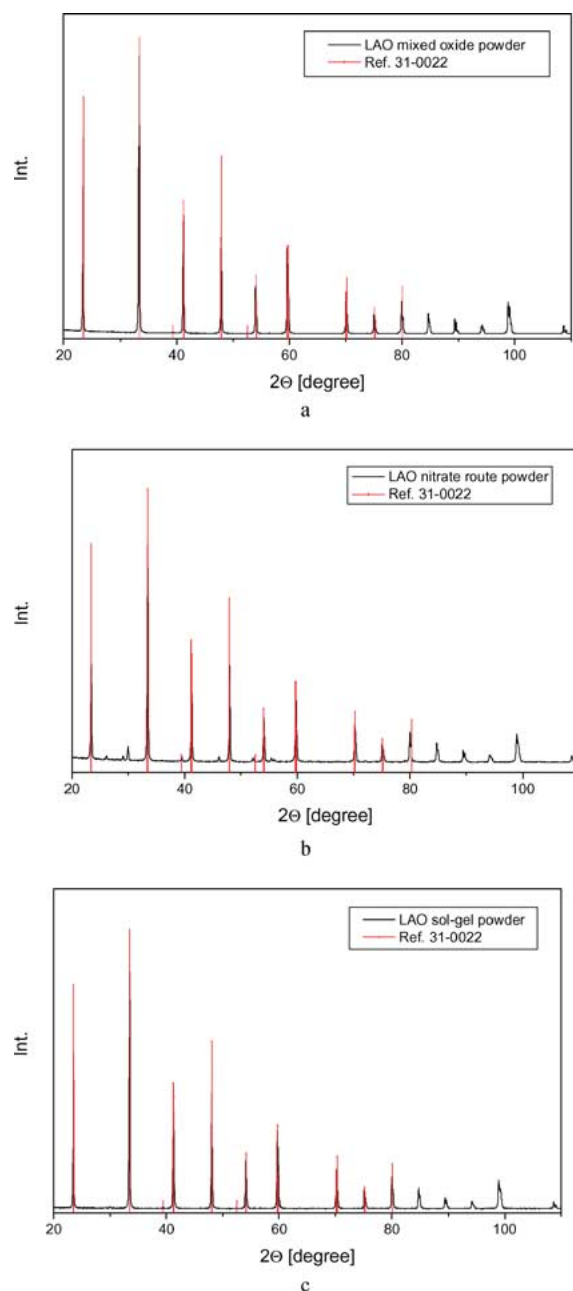 LAO mixed oxide powder
Ref. 31-0022
Int.
20 40 60 80 100
2Θ [degree]
a
LAO nitrate route powder
Ref. 31-0022
Int.
20 40 60 80 100
2Θ [degree]
b
LAO sol-gel powder
Ref. 31-0022
Int.
20 40 60 80 100
2Θ [degree]
c